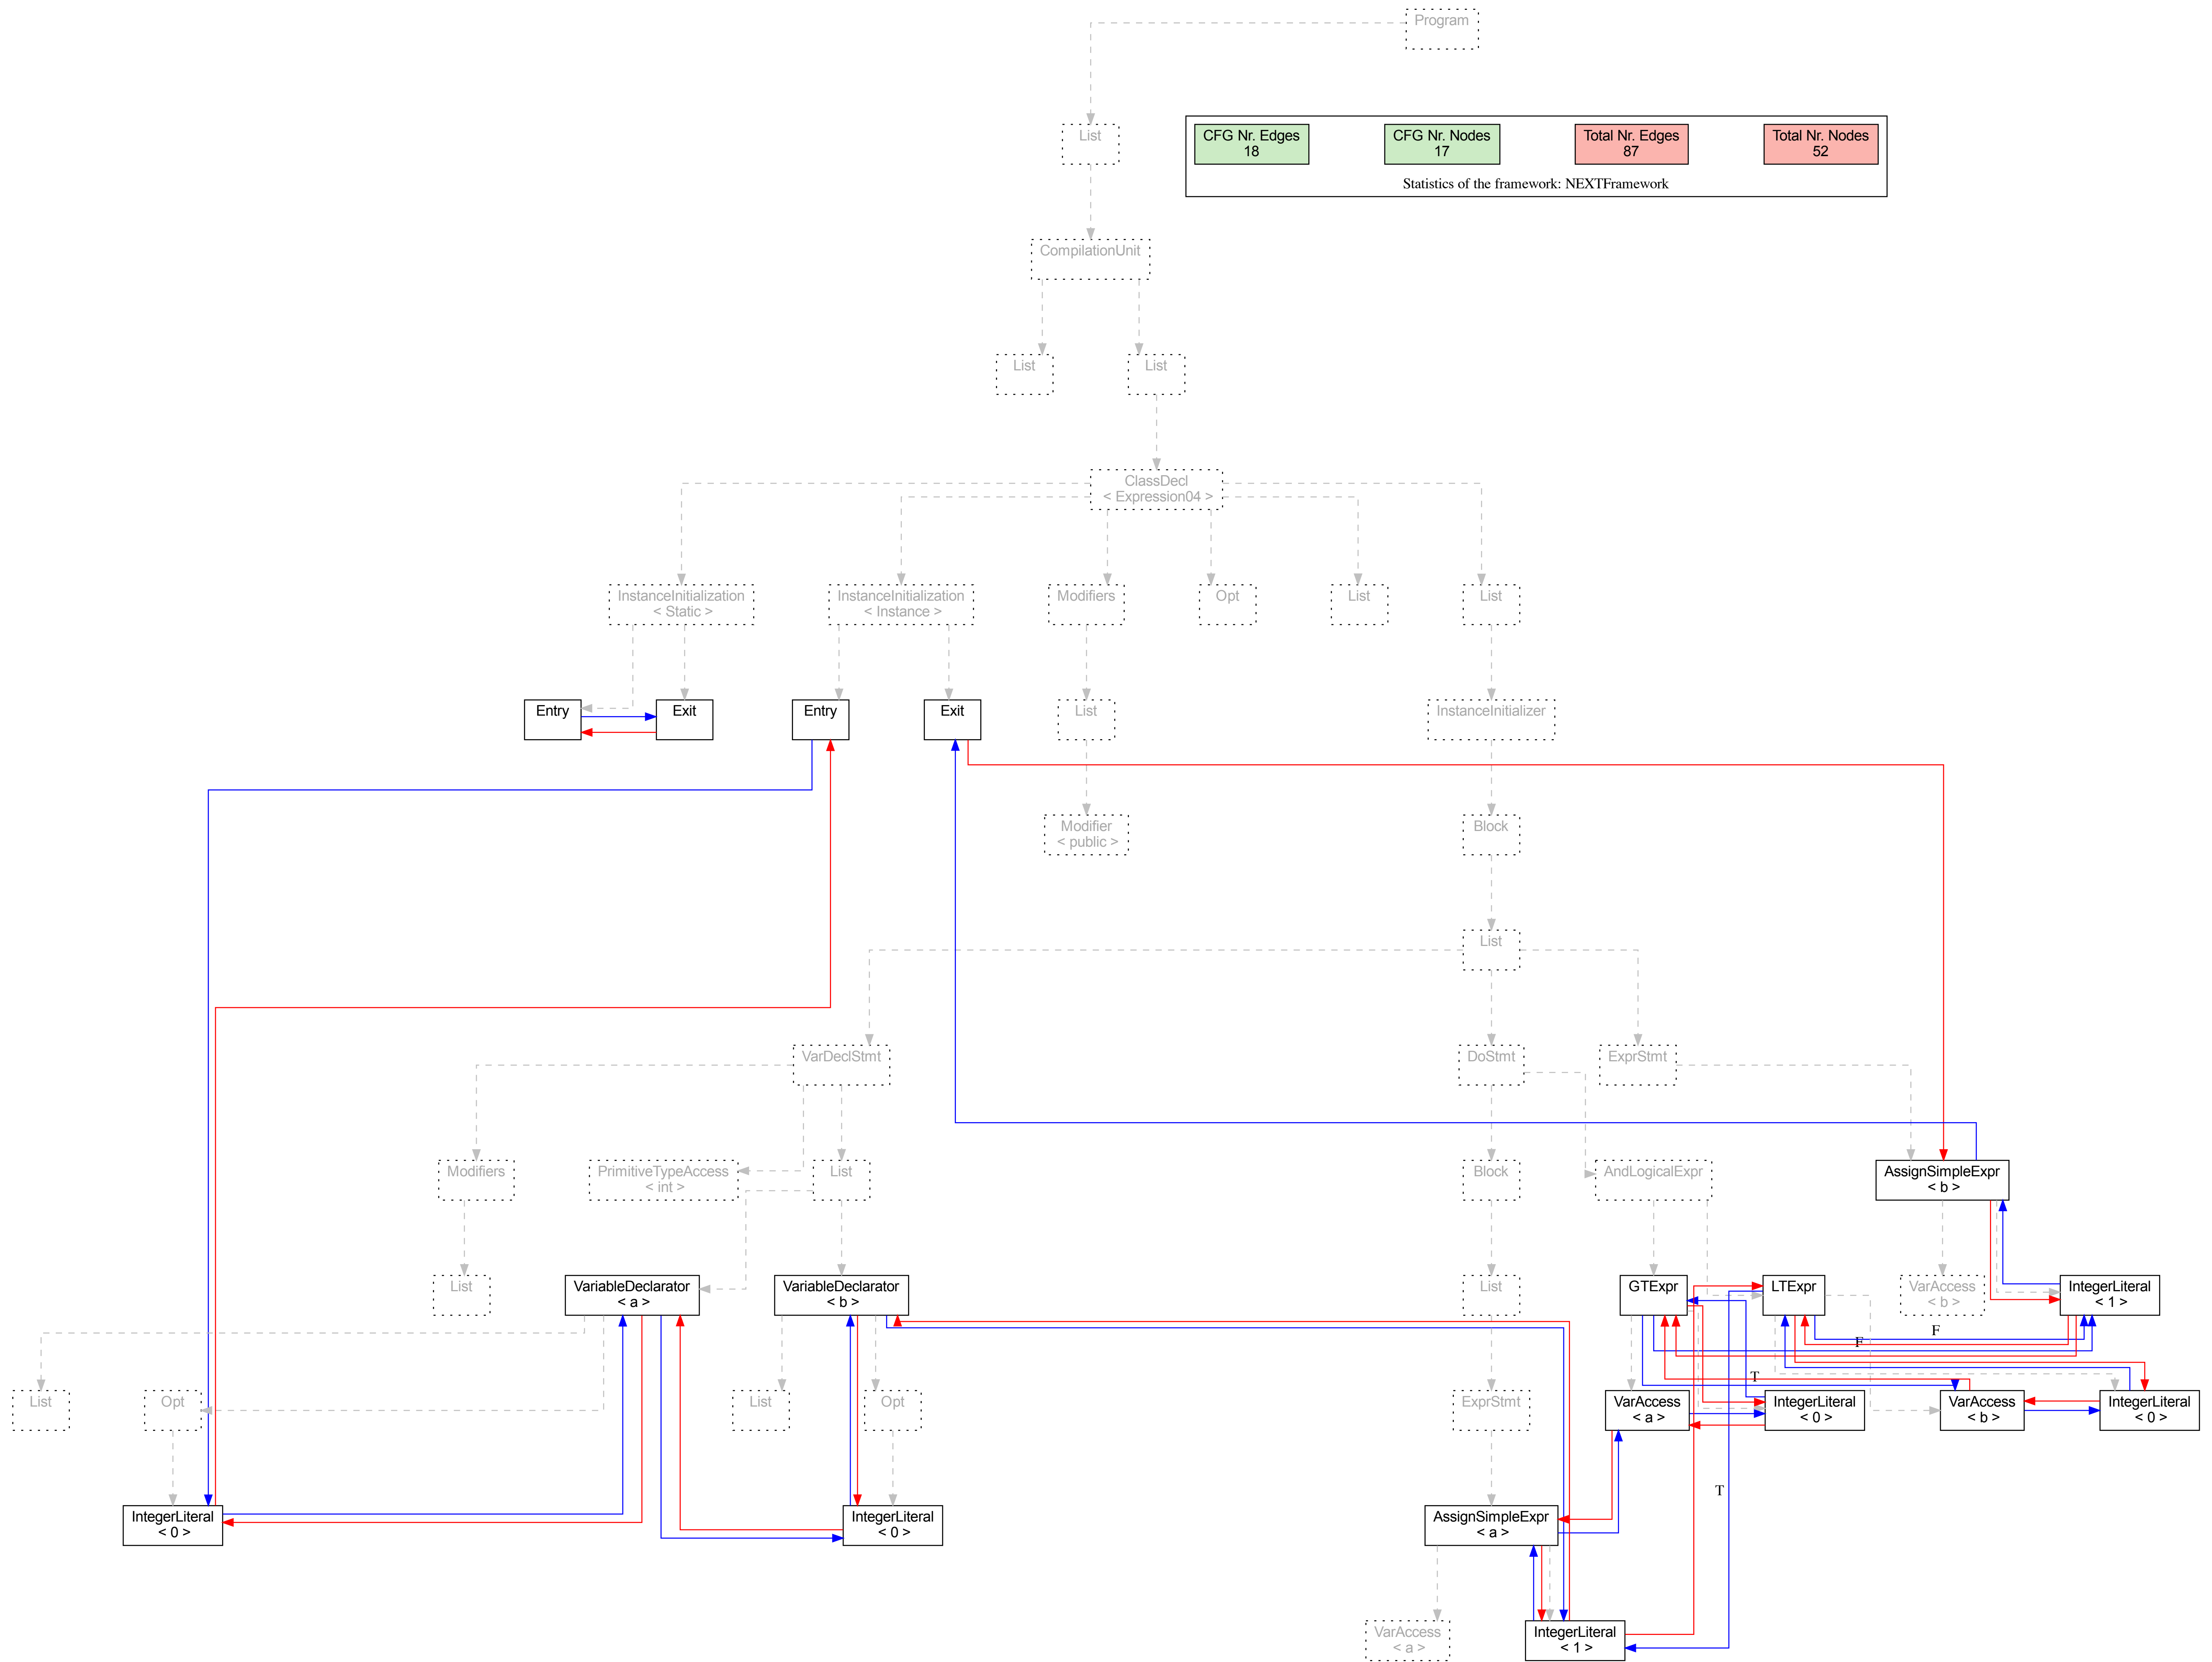 Program
List
CFG Nr. Edges
18
CFG Nr. Nodes
17
Total Nr. Edges
87
Total Nr. Nodes
52
Statistics of the framework: NEXTFramework
CompilationUnit
List
List
ClassDecl
< Expression04 >
InstanceInitialization
< Static >
InstanceInitialization
< Instance >
Modifiers
Opt
List
List
Entry
Exit
Entry
Exit
List
InstanceInitializer
Modifier
< public >
Block
List
VarDeclStmt
DoStmt
ExprStmt
Modifiers
PrimitiveTypeAccess
< int >
List
Block
AndLogicalExpr
AssignSimpleExpr
< b >
List
VariableDeclarator
< a >
VariableDeclarator
< b >
List
GTExpr
LTExpr
VarAccess
< b >
IntegerLiteral
< 1 >
F
F
T
List
Opt
List
Opt
ExprStmt
VarAccess
< a >
IntegerLiteral
< 0 >
VarAccess
< b >
IntegerLiteral
< 0 >
T
IntegerLiteral
< 0 >
IntegerLiteral
< 0 >
AssignSimpleExpr
< a >
VarAccess
< a >
IntegerLiteral
< 1 >